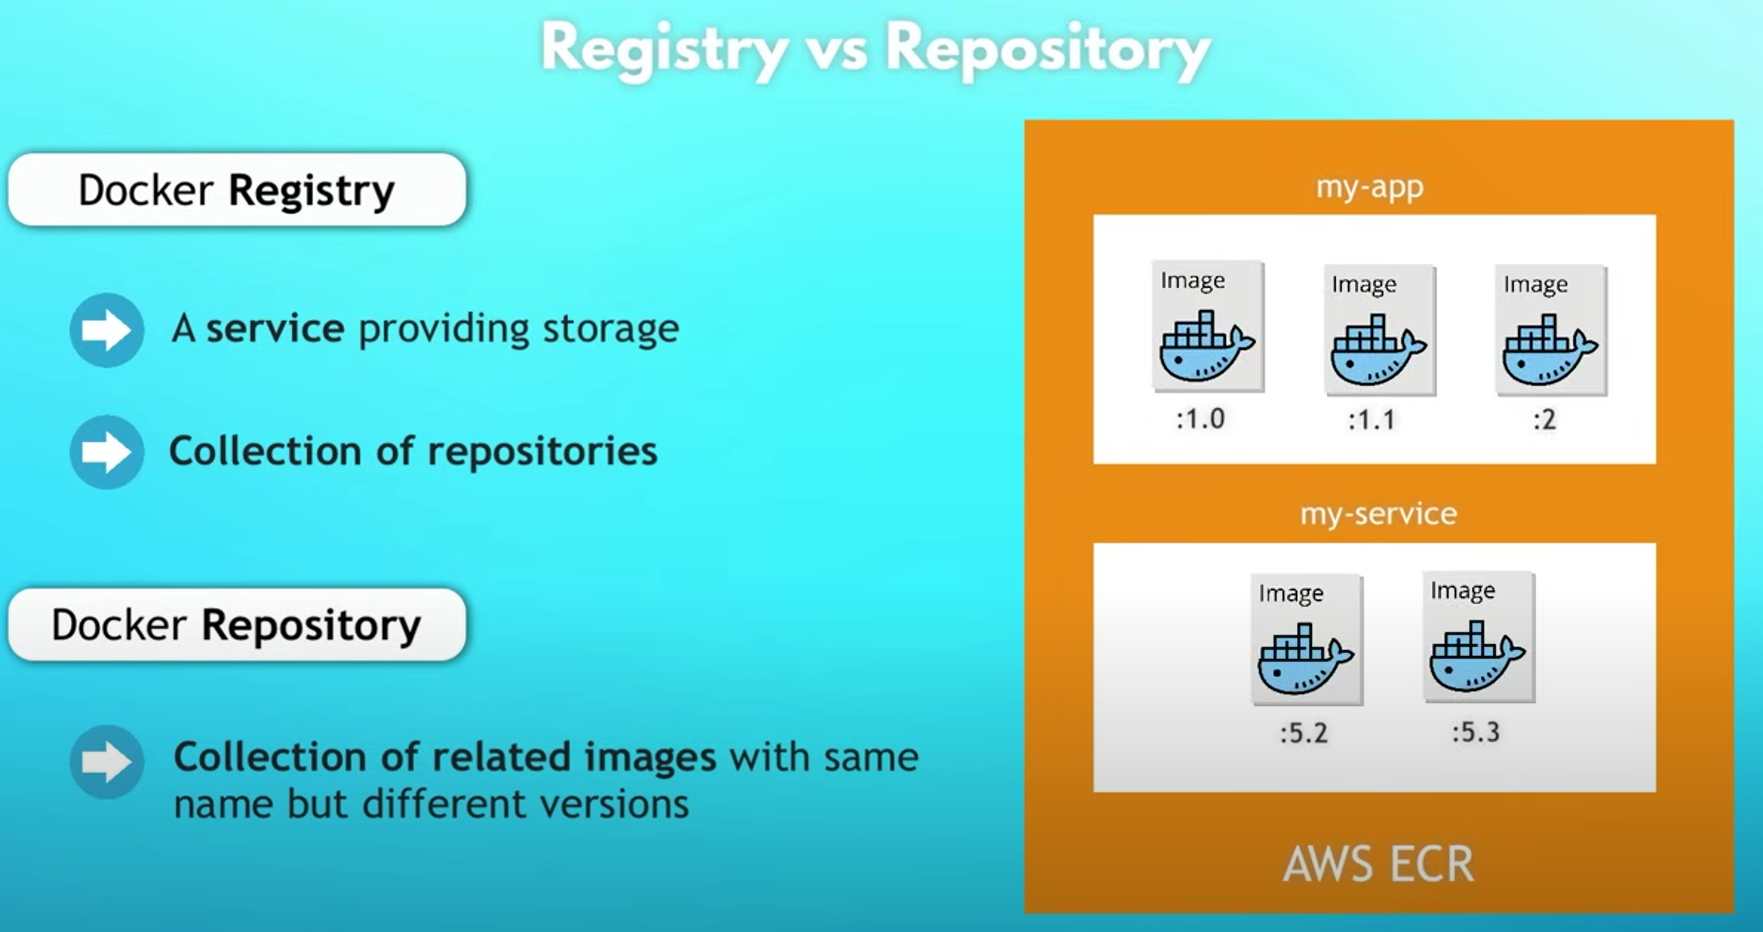 Registry vs Repository
Docker Registry
A service providing storage
Collection of repositories
Docker Repository
Collection of related images with same
name but different versions
my-app
Image
Image
Image
:1.0
:1.1
:2
my-service
Image
Image
:5.2
:5.3
AWS ECR